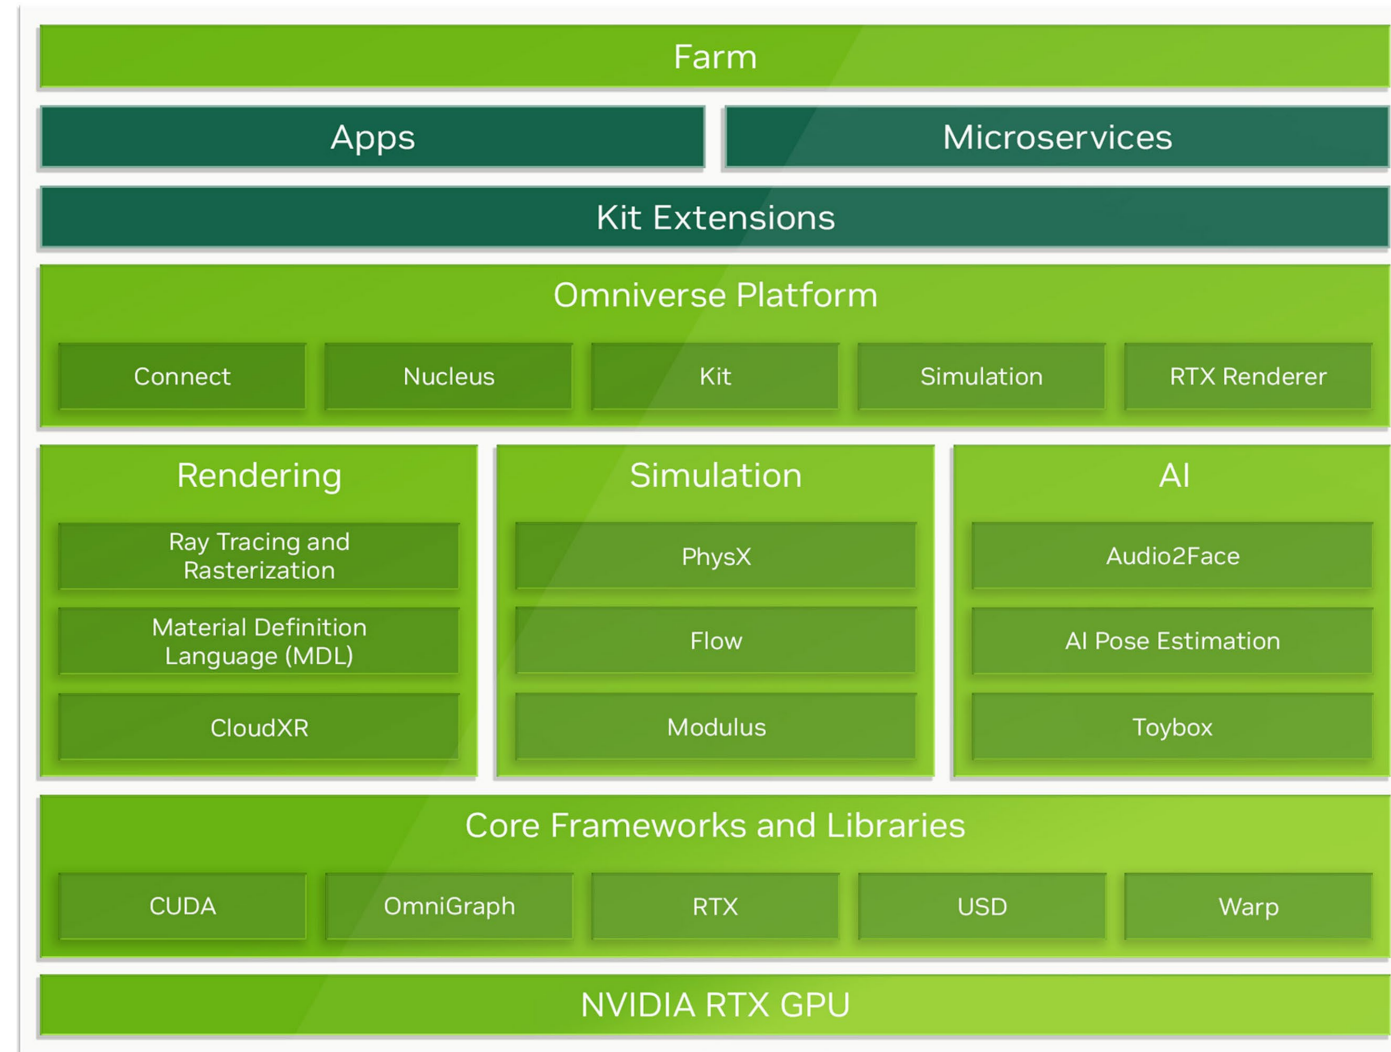 Farm
Apps
Microservices
Kit Extensions
Omniverse Platform
Connect
Nucleus
Kit
Simulation
RTX Renderer
Rendering
Ray Tracing and
Rasterization
Material Definition
Language (MDL)
CloudXR
Simulation
PhysX
Flow
Modulus
AI
Audio2Face
AI Pose Estimation
Toybox
Core Frameworks and Libraries
CUDA
OmniGraph
RTX
USD
Warp
NVIDIA RTX GPU